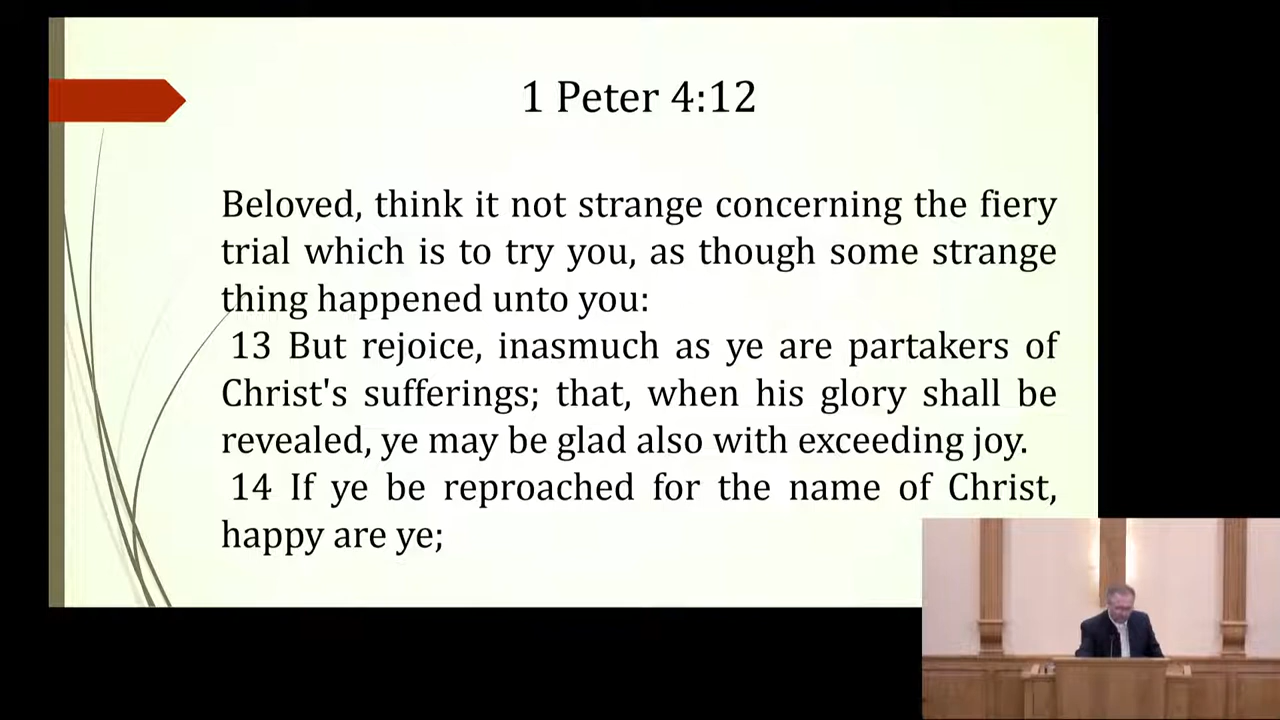 1 Peter 4:12
Beloved, think it not strange concerning the fiery
trial which is to try you, as though some strange
thing happened unto you:
13 But rejoice, inasmuch as ye are partakers of
Christ's sufferings; that, when his glory shall be
revealed, ye may be glad also with exceeding joy.
14 If ye be reproached for the name of Christ,
happy are ye;